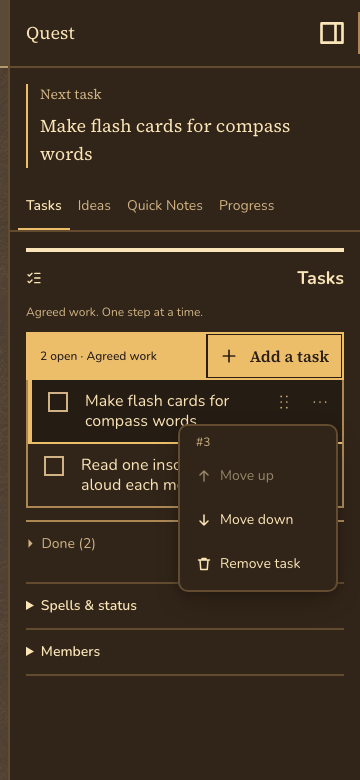 Quest
Next task
Make flash cards for compass
words
Tasks Ideas Quick Notes Progress
Tasks
Agreed work. One step at a time.
2 open · Agreed work
Add a task
Make flash cards for
compass words
#3
Read one
aloud each
Move up
Move down
Remove task
Done (2)
Spells & status
Members